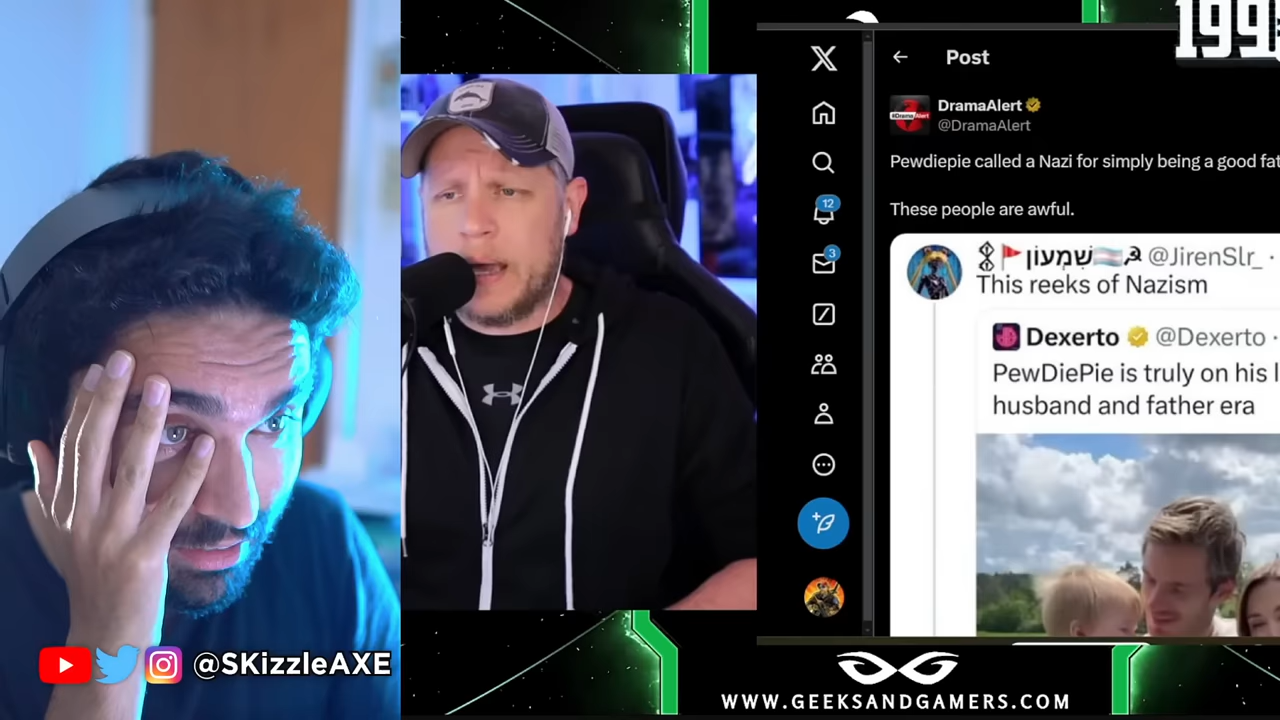 199
Post
DramaAlert
@DramaAlert
#DramaAlert
Pewdiepie called a Nazi for simply being a good fat
These people are awful.
12
3
שִׁמְעוֹן @JirenSlr_ ·
This reeks of Nazism
Dexerto @Dexerto ·
PewDiePie is truly on his l
husband and father era
@SKizzleAXE
WWW.GEEKSANDGAMERS.COM